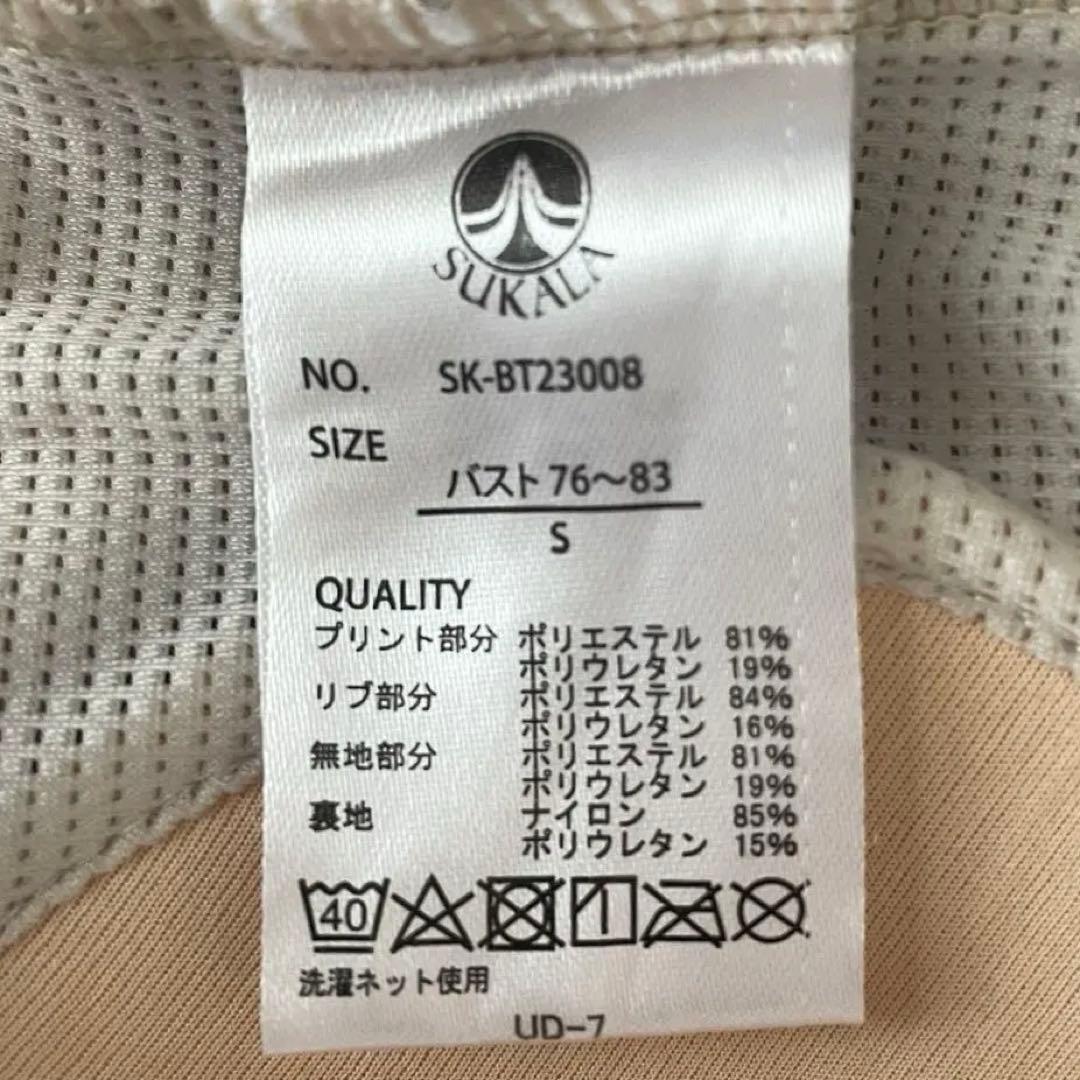 SUKALA
NO. SK-BT23008
SIZE
バスト 76～83
S
QUALITY
プリント部分 ポリエステル 81%
ポリウレタン 19%
リブ部分 ポリエステル 84%
ポリウレタン 16%
無地部分 ポリエステル 81%
ポリウレタン 19%
裏地 ナイロン 85%
ポリウレタン 15%
40
洗濯ネット使用
UD-7